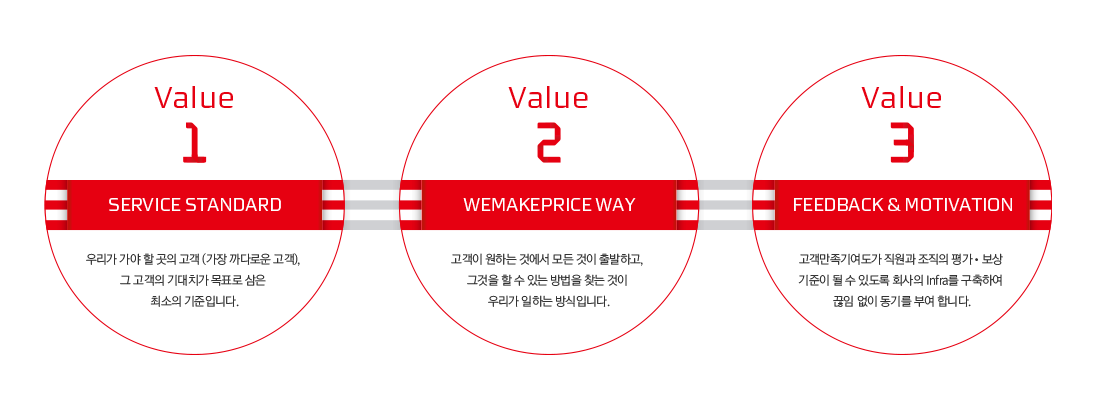 Value
1
SERVICE STANDARD
우리가 가야 할 곳의 고객 (가장 까다로운 고객),
그 고객의 기대치가 목표로 삼은
최소의 기준입니다.
Value
2
WEMAKEPRICE WAY
고객이 원하는 것에서 모든 것이 출발하고,
그것을 할 수 있는 방법을 찾는 것이
우리가 일하는 방식입니다.
Value
3
FEEDBACK & MOTIVATION
고객만족기여도가 직원과 조직의 평가 • 보상
기준이 될 수 있도록 회사의 Infra를 구축하여
끊임 없이 동기를 부여 합니다.